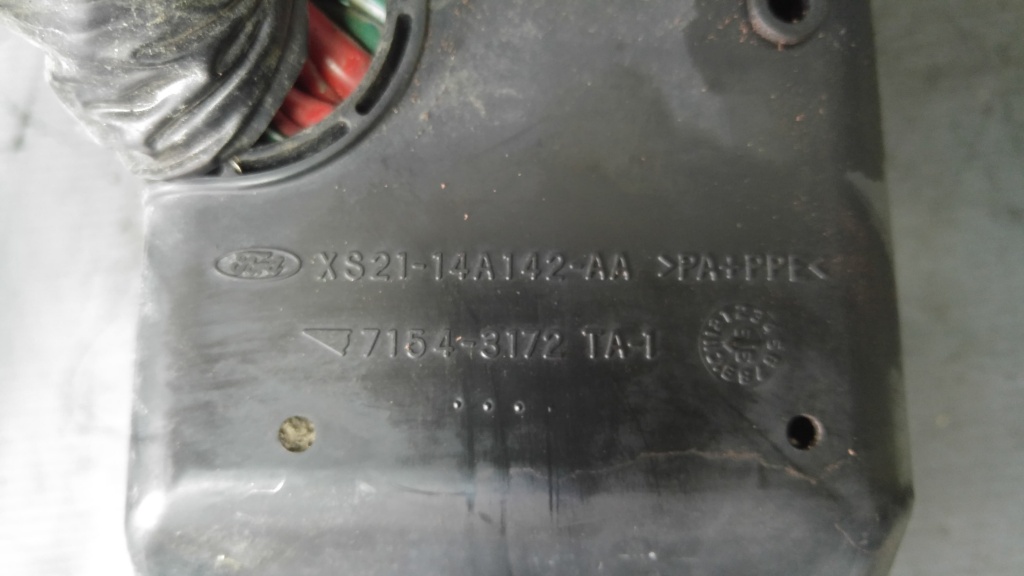 Ford XS21-14A142-AA >PA+PPE<
7154-3172 TA-1